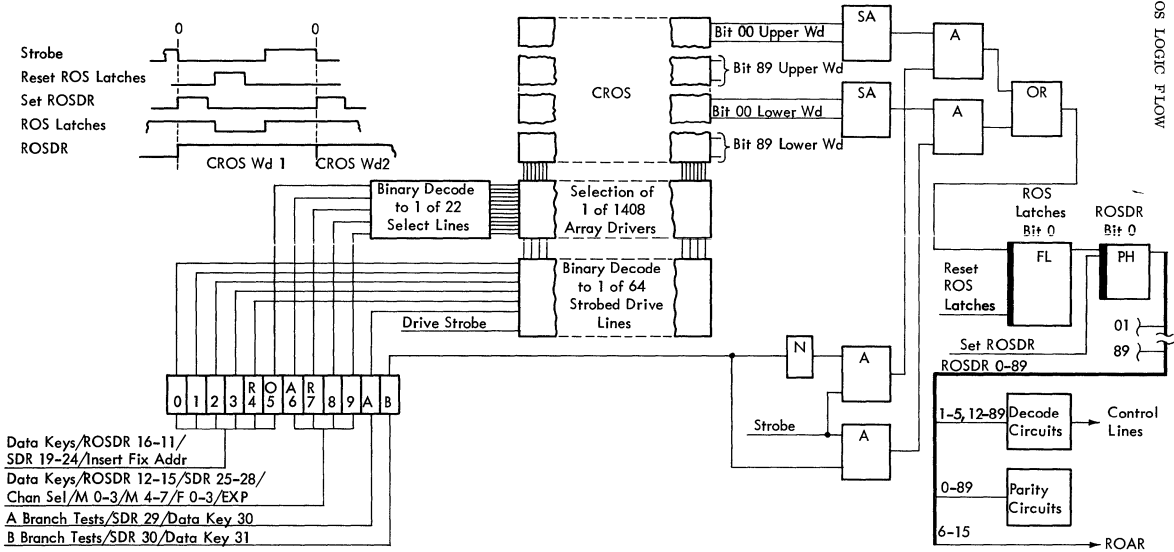 OS LOGIC FLOW
0
0
Strobe
Reset ROS Latches
Set ROSDR
ROS Latches
ROSDR
CROS Wd 1
CROS Wd2
CROS
Bit 00 Upper Wd
Bit 89 Upper Wd
Bit 00 Lower Wd
Bit 89 Lower Wd
SA
SA
A
A
OR
Binary Decode
to 1 of 22
Select Lines
Selection of
1 of 1408
Array Drivers
Binary Decode
to 1 of 64
Strobed Drive
Lines
Drive Strobe
ROS
Latches
Bit 0
ROSDR
Bit 0
FL
PH
Reset
ROS
Latches
Set ROSDR
01
89
ROSDR 0-89
N
A
A
Strobe
R O A R
0 1 2 3 4 5 6 7 8 9 A B
Data Keys/ROSDR 16-11/
SDR 19-24/Insert Fix Addr
Data Keys/ROSDR 12-15/SDR 25-28/
Chan Sel/M 0-3/M 4-7/F 0-3/EXP
A Branch Tests/SDR 29/Data Key 30
B Branch Tests/SDR 30/Data Key 31
1-5, 12-89
Decode
Circuits
Control
Lines
0-89
Parity
Circuits
6-15
ROAR